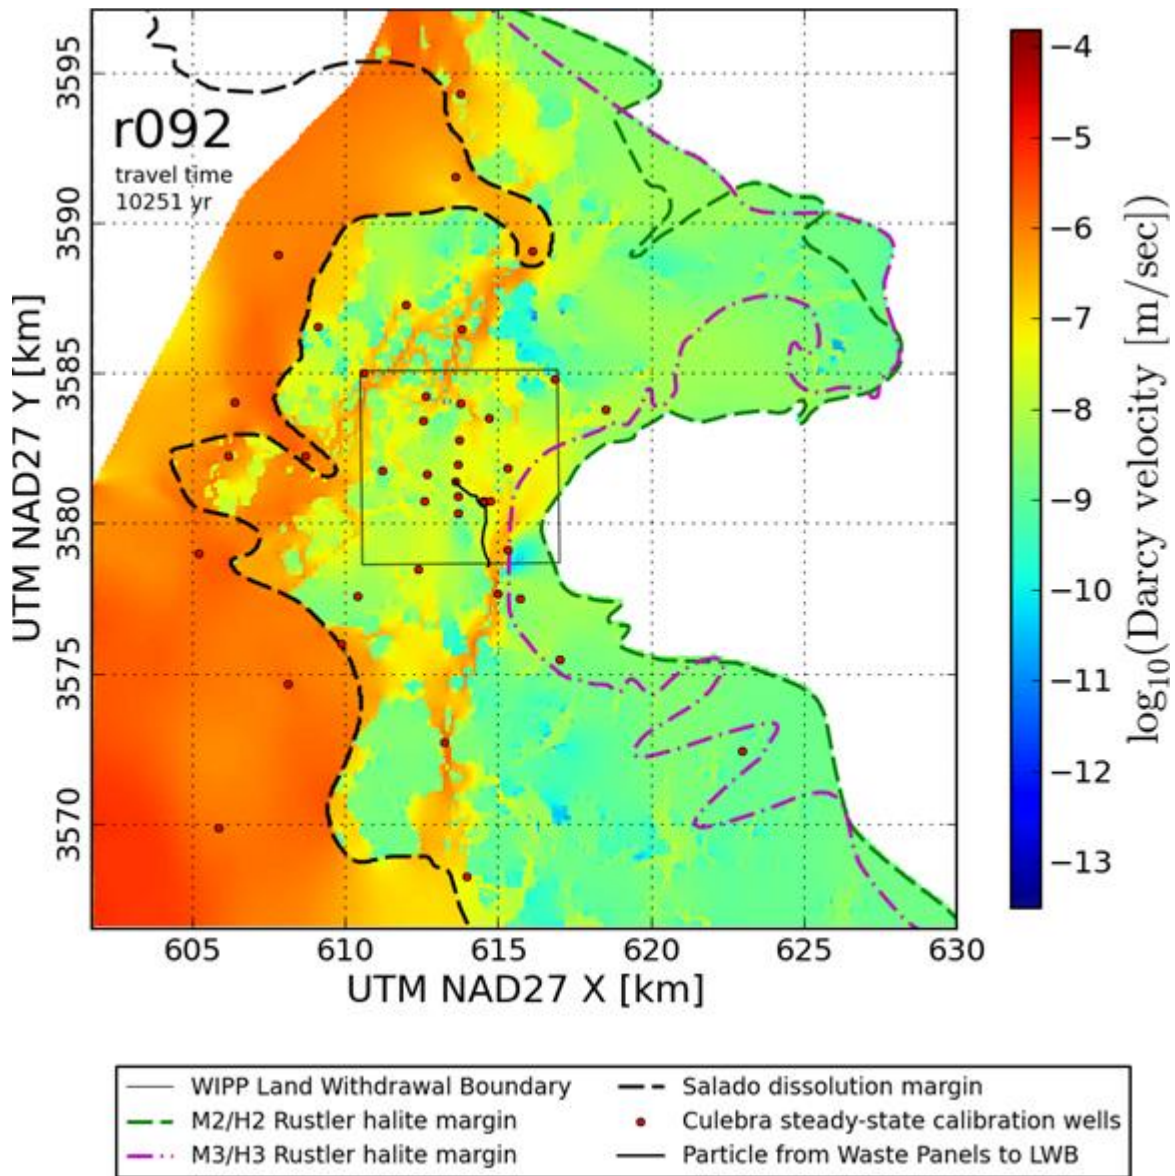 r092
travel time
10251 yr
3595
3590
3585
3580
3575
3570
UTM NAD27 Y [km]
605
610
615
620
625
630
UTM NAD27 X [km]
−4
−5
−6
−7
−8
−9
−10
−11
−12
−13
log10(Darcy velocity [m/sec])
WIPP Land Withdrawal Boundary
M2/H2 Rustler halite margin
M3/H3 Rustler halite margin
Salado dissolution margin
Culebra steady-state calibration wells
Particle from Waste Panels to LWB